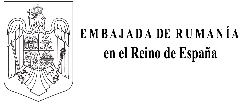 EMBAJADA DE RUMANÍA
en el Reino de España